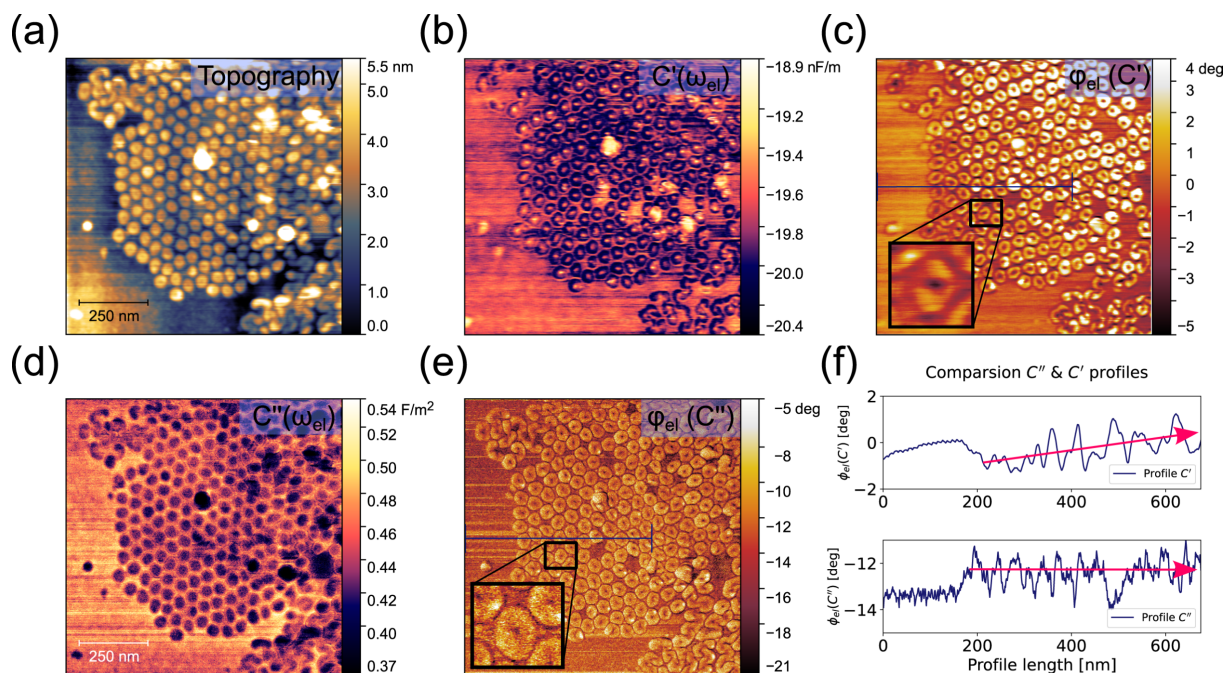 (a)
Topography
5.5 nm
5.0
4.0
3.0
2.0
1.0
0.0
250 nm
(b)
C'(ω_el)
−18.9 nF/m
−19.2
−19.4
−19.6
−19.8
−20.0
−20.4
(c)
φ_el (C')
4 deg
3
2
1
0
−1
−2
−3
−5
(d)
C''(ω_el)
0.54 F/m²
0.50
0.48
0.46
0.44
0.42
0.40
0.37
250 nm
(e)
φ_el (C'')
−5 deg
−8
−10
−12
−14
−16
−18
−21
(f)
Comparsion C'' & C' profiles
ϕ_el(C') [deg]
2
0
−2
Profile C'
0 200 400 600
ϕ_el(C'') [deg]
−12
−14
Profile C''
0 200 400 600
Profile length [nm]